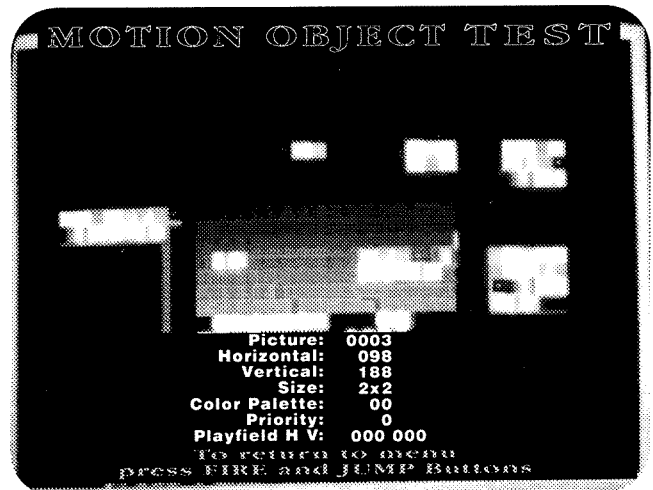 MOTION OBJECT TEST
Picture: 0003
Horizontal: 098
Vertical: 188
Size: 2x2
Color Palette: 00
Priority: 0
Playfield H V: 000 000
To return to menu
press FIRE and JUMP Buttons